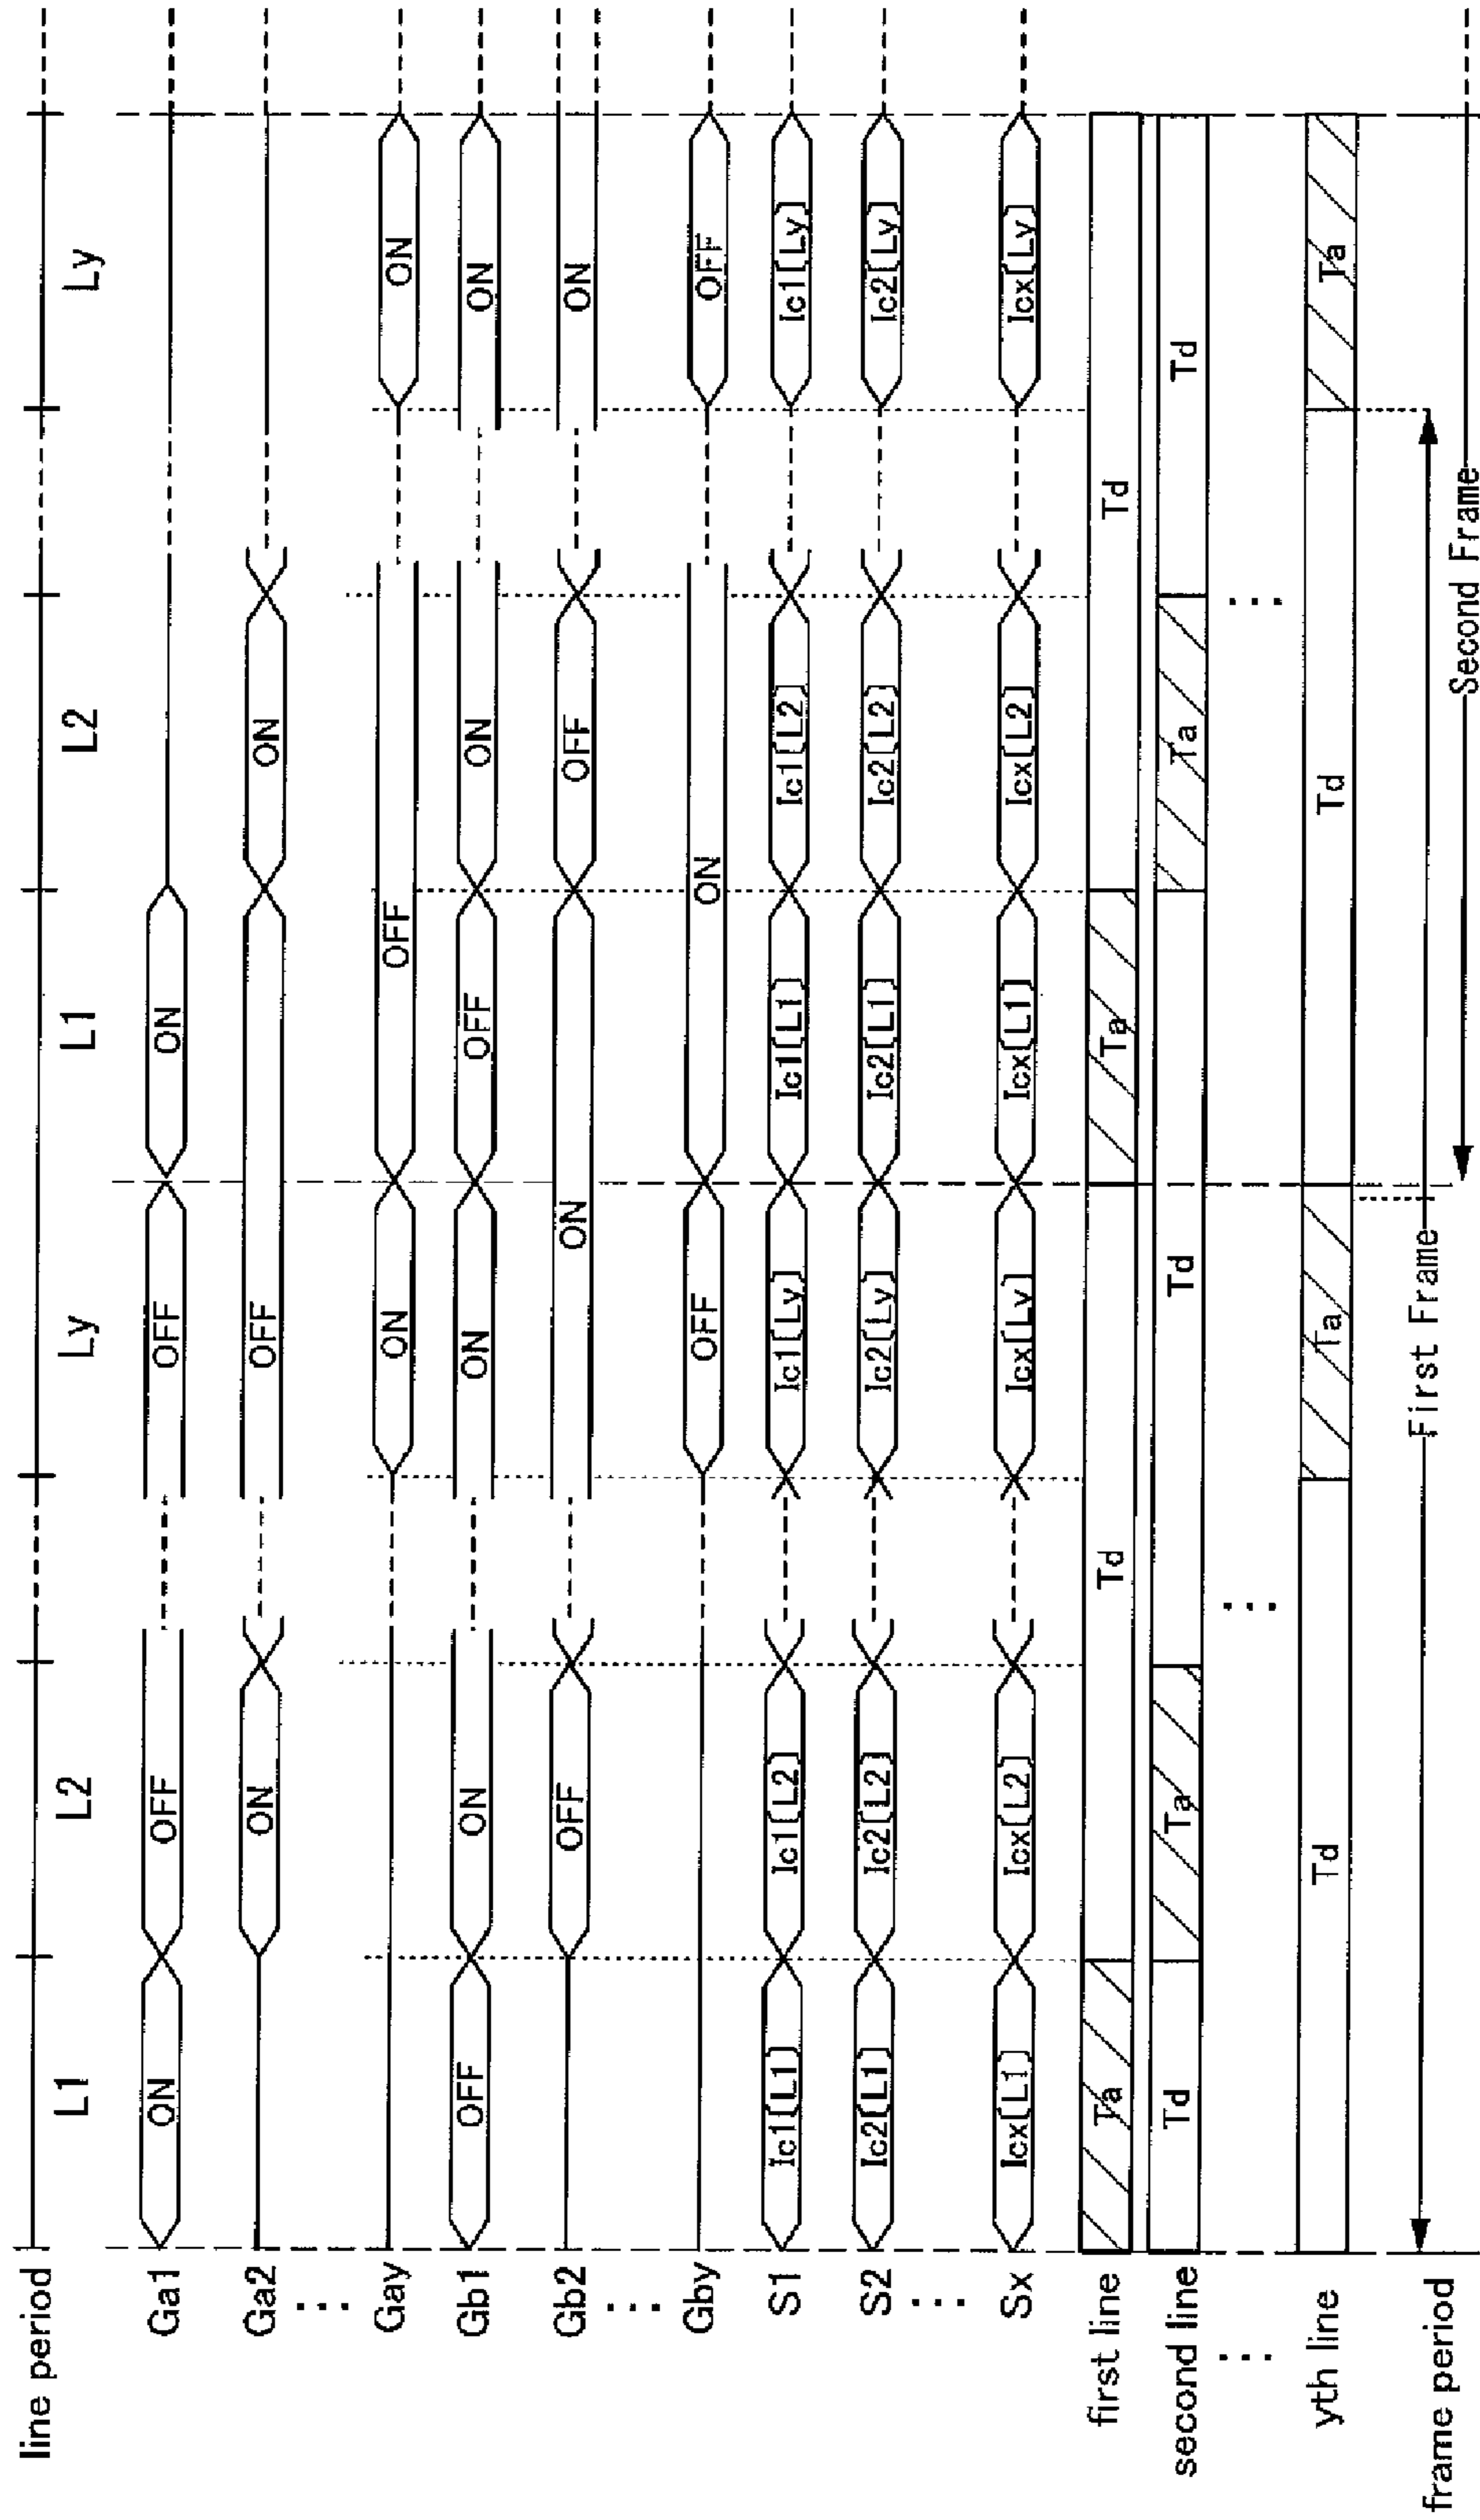 line period L1 L2 Ly L1 L2 Ly
Ga1 ON OFF OFF ON
Ga2 ON OFF ON
⋮
Gay ON OFF ON
Gb1 OFF ON ON OFF ON ON
Gb2 OFF ON OFF ON
⋮
Gby OFF ON OFF
S1 Ic1[L1] Ic1[L2] Ic1[Ly] Ic1[L1] Ic1[L2] Ic1[Ly]
S2 Ic2[L1] Ic2[L2] Ic2[Ly] Ic2[L1] Ic2[L2] Ic2[Ly]
⋮
Sx Icx[L1] Icx[L2] Icx[Ly] Icx[L1] Icx[L2] Icx[Ly]
first line Ta Td Ta Td
second line Td Ta Td Ta Td
⋮ ⋮ ⋮
yth line Td Ta Td Ta
frame period First Frame Second Frame